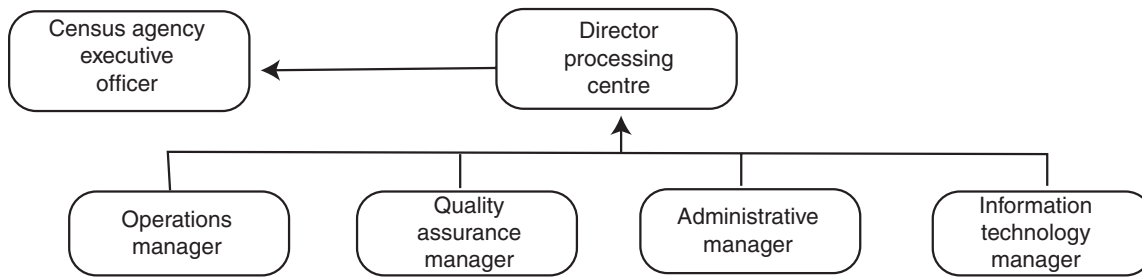 Census agency
executive
officer
Director
processing
centre
Operations
manager
Quality
assurance
manager
Administrative
manager
Information
technology
manager